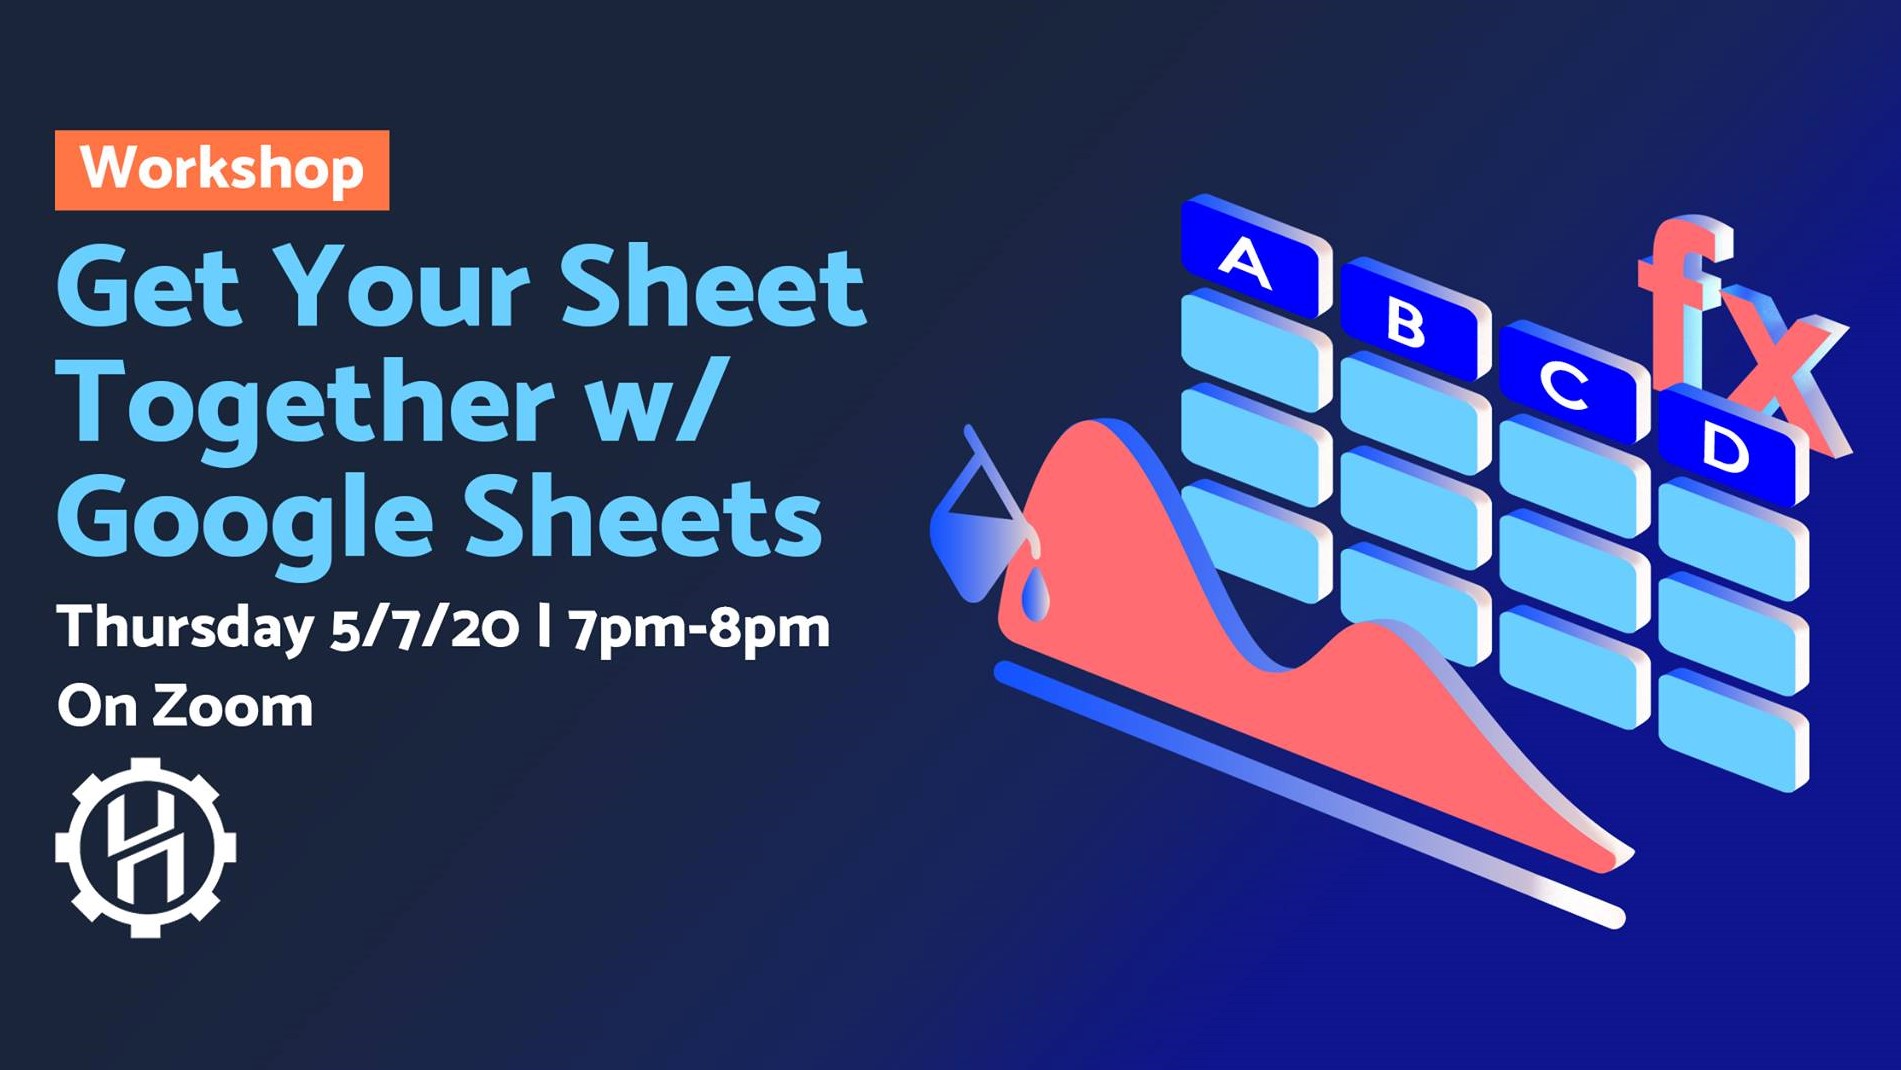 Workshop
Get Your Sheet
Together w/
Google Sheets
Thursday 5/7/20 | 7pm-8pm
On Zoom
H
A
B
C
D
fx